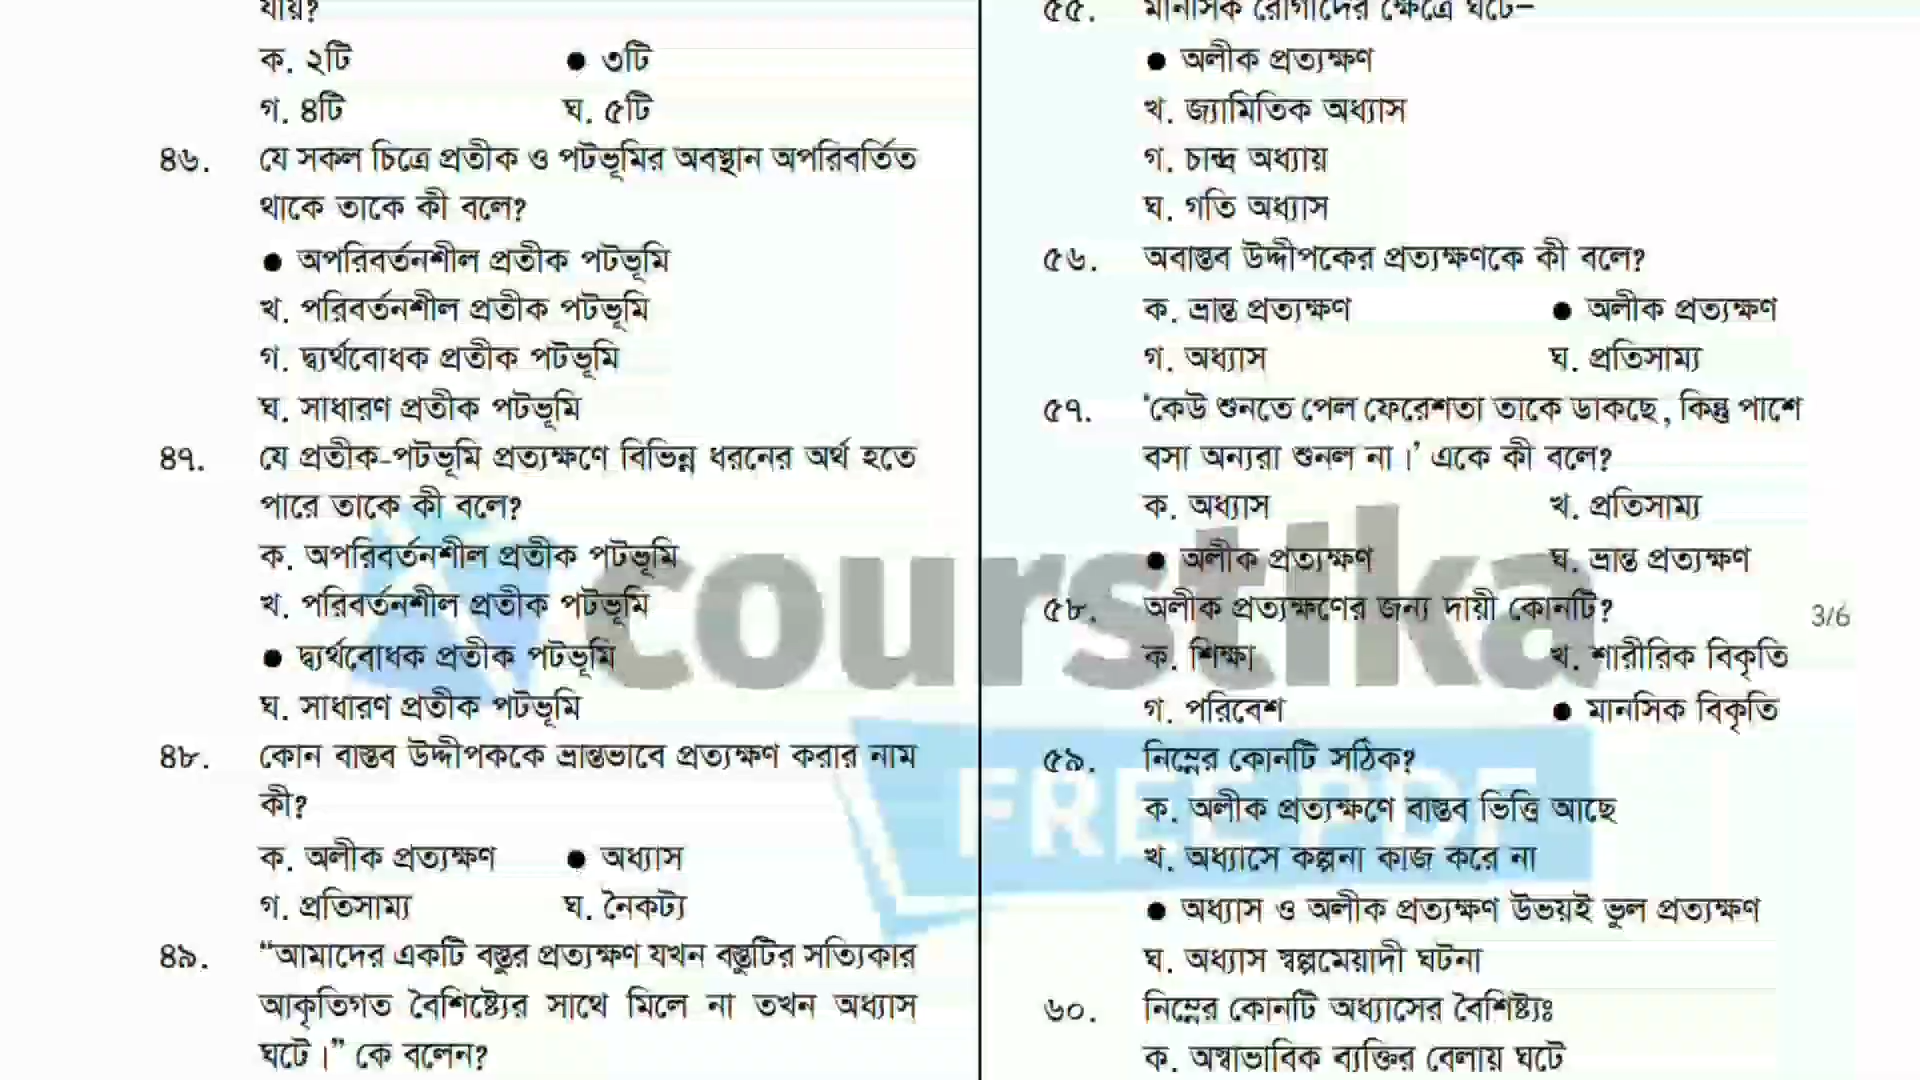 যায়?
ক. ২টি ● ৩টি
গ. ৪টি ঘ. ৫টি
৪৬. যে সকল চিত্রে প্রতীক ও পটভূমির অবস্থান অপরিবর্তিত
থাকে তাকে কী বলে?
● অপরিবর্তনশীল প্রতীক পটভূমি
খ. পরিবর্তনশীল প্রতীক পটভূমি
গ. দ্ব্যর্থবোধক প্রতীক পটভূমি
ঘ. সাধারণ প্রতীক পটভূমি
৪৭. যে প্রতীক-পটভূমি প্রত্যক্ষণে বিভিন্ন ধরনের অর্থ হতে
পারে তাকে কী বলে?
ক. অপরিবর্তনশীল প্রতীক পটভূমি
খ. পরিবর্তনশীল প্রতীক পটভূমি
● দ্ব্যর্থবোধক প্রতীক পটভূমি
ঘ. সাধারণ প্রতীক পটভূমি
৪৮. কোন বাস্তব উদ্দীপককে ভ্রান্তভাবে প্রত্যক্ষণ করার নাম
কী?
ক. অলীক প্রত্যক্ষণ ● অধ্যাস
গ. প্রতিসাম্য ঘ. নৈকট্য
৪৯. “আমাদের একটি বস্তুর প্রত্যক্ষণ যখন বস্তুটির সত্যিকার
আকৃতিগত বৈশিষ্ট্যের সাথে মিলে না তখন অধ্যাস
ঘটে।” কে বলেন?
৫৫. মানসিক রোগীদের ক্ষেত্রে ঘটে–
● অলীক প্রত্যক্ষণ
খ. জ্যামিতিক অধ্যাস
গ. চান্দ্র অধ্যায়
ঘ. গতি অধ্যাস
৫৬. অবাস্তব উদ্দীপকের প্রত্যক্ষণকে কী বলে?
ক. ভ্রান্ত প্রত্যক্ষণ ● অলীক প্রত্যক্ষণ
গ. অধ্যাস ঘ. প্রতিসাম্য
৫৭. ‘কেউ শুনতে পেল ফেরেশতা তাকে ডাকছে, কিন্তু পাশে
বসা অন্যরা শুনল না।’ একে কী বলে?
ক. অধ্যাস খ. প্রতিসাম্য
● অলীক প্রত্যক্ষণ ঘ. ভ্রান্ত প্রত্যক্ষণ
৫৮. অলীক প্রত্যক্ষণের জন্য দায়ী কোনটি?
ক. শিক্ষা খ. শারীরিক বিকৃতি
গ. পরিবেশ ● মানসিক বিকৃতি
৫৯. নিম্নের কোনটি সঠিক?
ক. অলীক প্রত্যক্ষণে বাস্তব ভিত্তি আছে
খ. অধ্যাসে কল্পনা কাজ করে না
● অধ্যাস ও অলীক প্রত্যক্ষণ উভয়ই ভুল প্রত্যক্ষণ
ঘ. অধ্যাস স্বল্পমেয়াদী ঘটনা
৬০. নিম্নের কোনটি অধ্যাসের বৈশিষ্ট্যঃ
ক. অস্বাভাবিক ব্যক্তির বেলায় ঘটে
3/6
courstika
FREE PDF